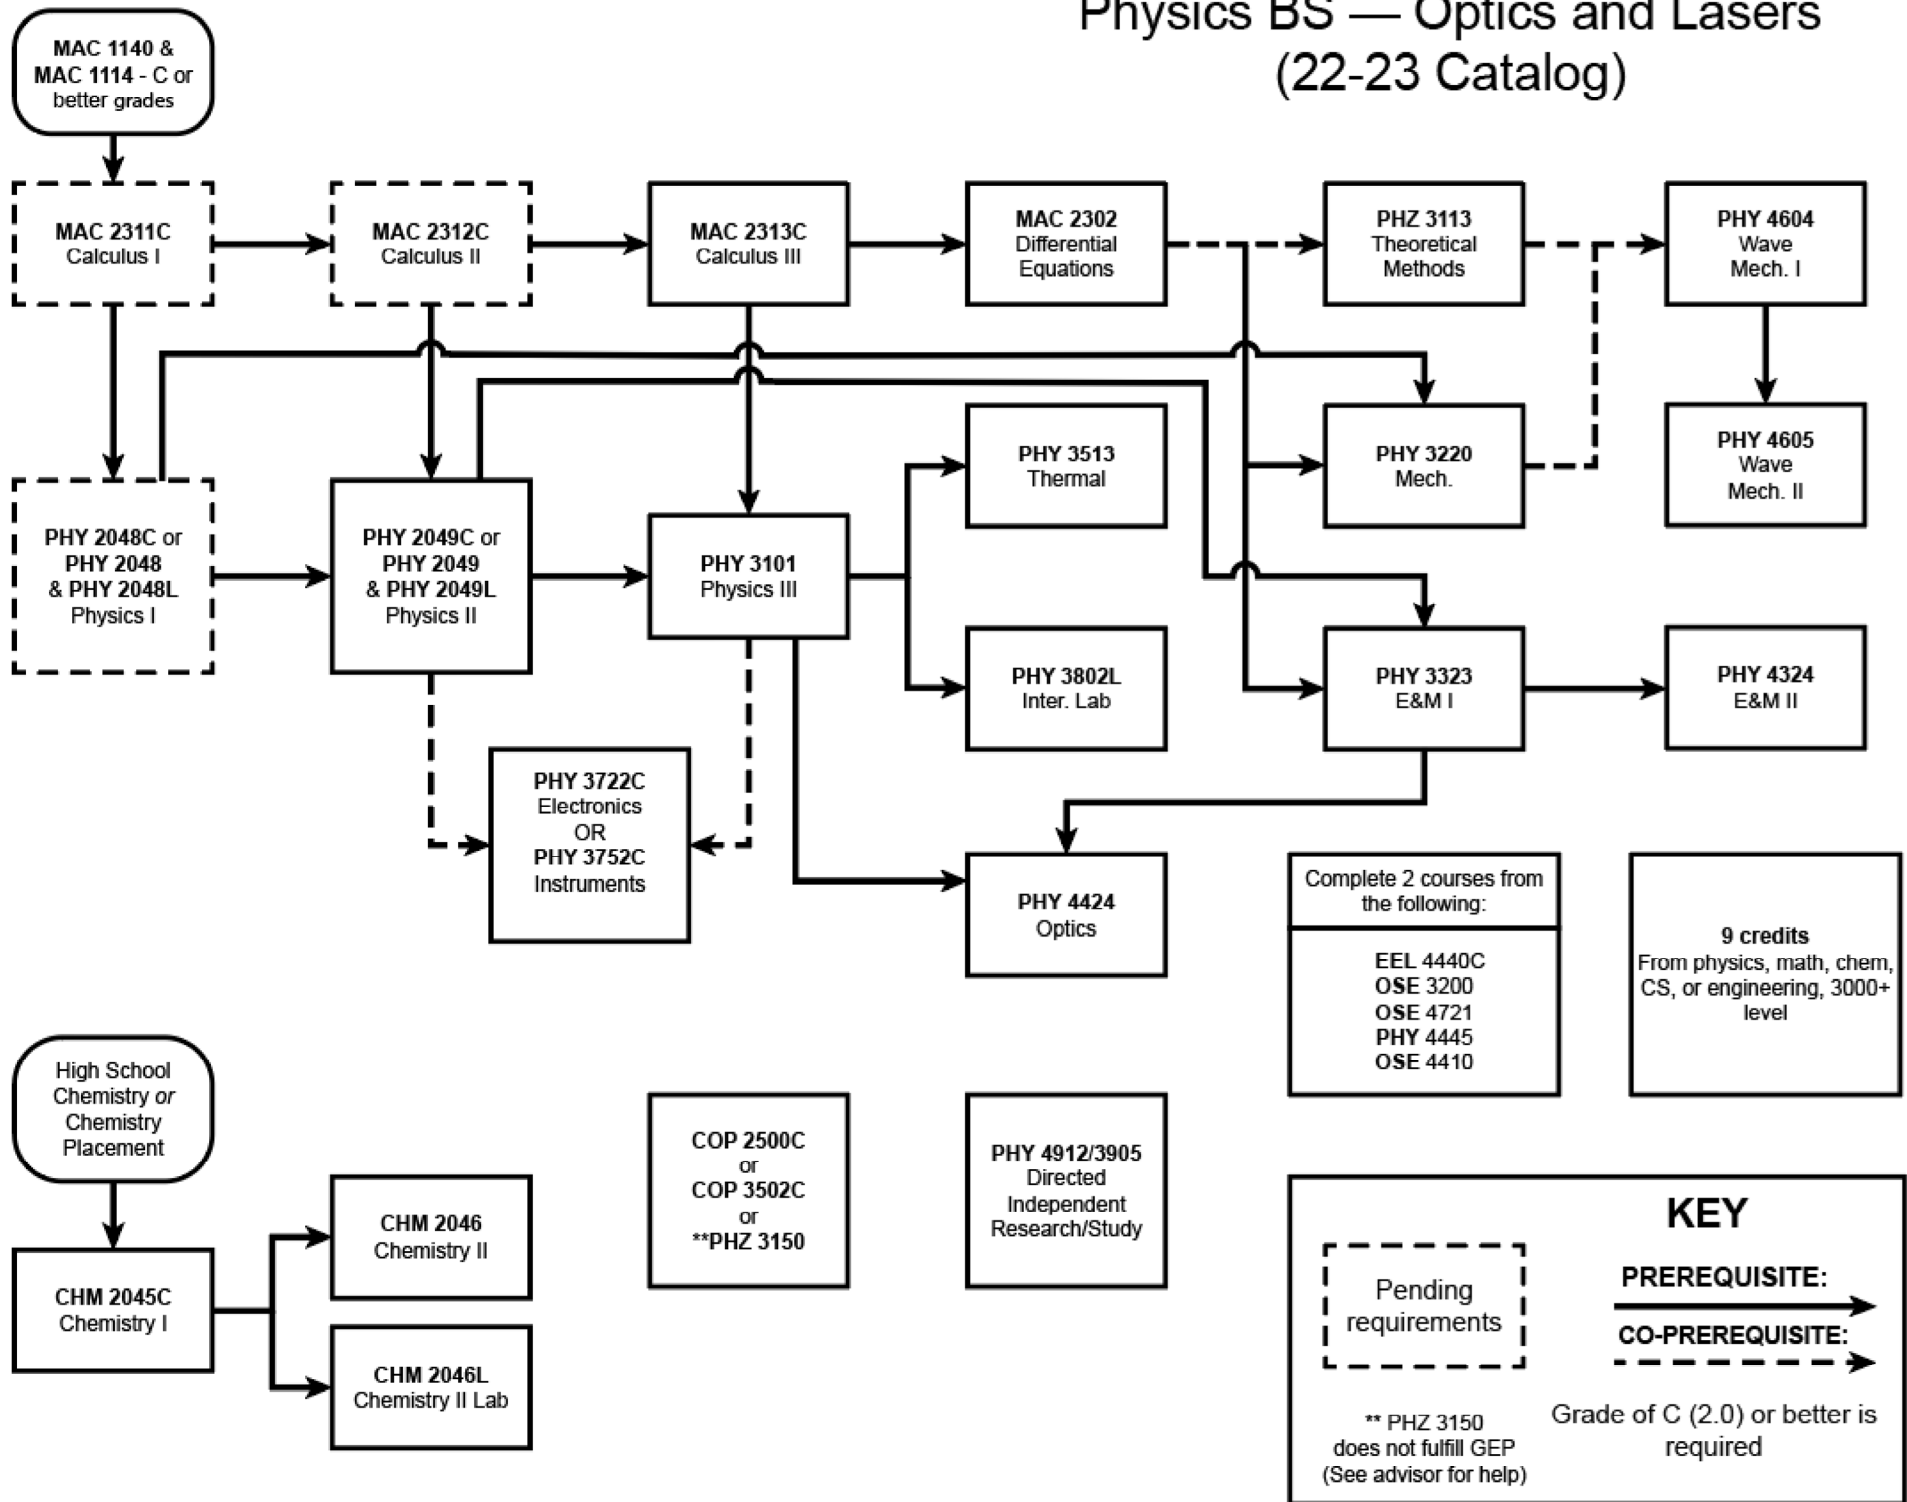 Physics BS — Optics and Lasers
(22-23 Catalog)
MAC 1140 &
MAC 1114 - C or
better grades
MAC 2311C
Calculus I
MAC 2312C
Calculus II
MAC 2313C
Calculus III
MAC 2302
Differential
Equations
PHZ 3113
Theoretical
Methods
PHY 4604
Wave
Mech. I
PHY 3513
Thermal
PHY 3220
Mech.
PHY 4605
Wave
Mech. II
PHY 2048C or
PHY 2048
& PHY 2048L
Physics I
PHY 2049C or
PHY 2049
& PHY 2049L
Physics II
PHY 3101
Physics III
PHY 3802L
Inter. Lab
PHY 3323
E&M I
PHY 4324
E&M II
PHY 3722C
Electronics
OR
PHY 3752C
Instruments
PHY 4424
Optics
Complete 2 courses from
the following:
EEL 4440C
OSE 3200
OSE 4721
PHY 4445
OSE 4410
9 credits
From physics, math, chem,
CS, or engineering, 3000+
level
High School
Chemistry or
Chemistry
Placement
CHM 2045C
Chemistry I
CHM 2046
Chemistry II
CHM 2046L
Chemistry II Lab
COP 2500C
or
COP 3502C
or
**PHZ 3150
PHY 4912/3905
Directed
Independent
Research/Study
KEY
Pending
requirements
PREREQUISITE:
CO-PREREQUISITE:
** PHZ 3150
does not fulfill GEP
(See advisor for help)
Grade of C (2.0) or better is
required